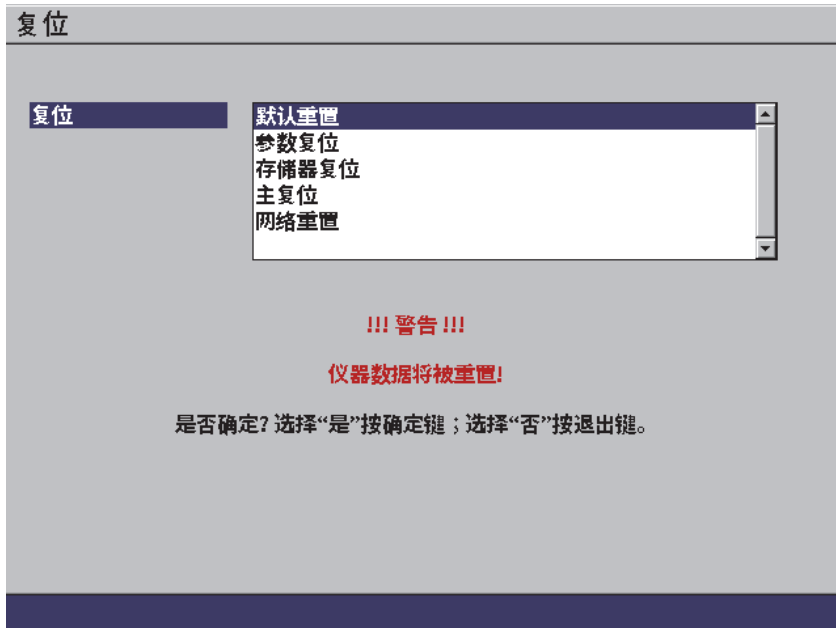 复位
复位
默认重置
参数复位
存储器复位
主复位
网络重置
!!! 警告 !!!
仪器数据将被重置!
是否确定? 选择“是”按确定键；选择“否”按退出键。